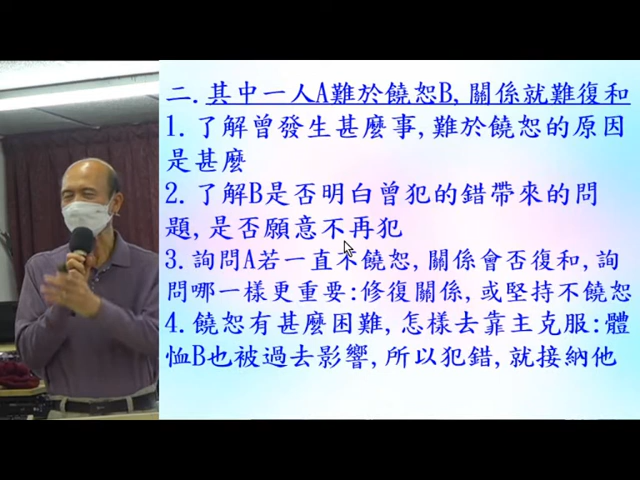 二.其中一人A難於饒恕B,關係就難復和
1.了解曾發生甚麼事,難於饒恕的原因
是甚麼
2.了解B是否明白曾犯的錯帶來的問
題,是否願意不再犯
3.詢問A若一直不饒恕,關係會否復和,詢
問哪一樣更重要:修復關係,或堅持不饒恕
4.饒恕有甚麼困難,怎樣去靠主克服:體
恤B也被過去影響,所以犯錯,就接納他